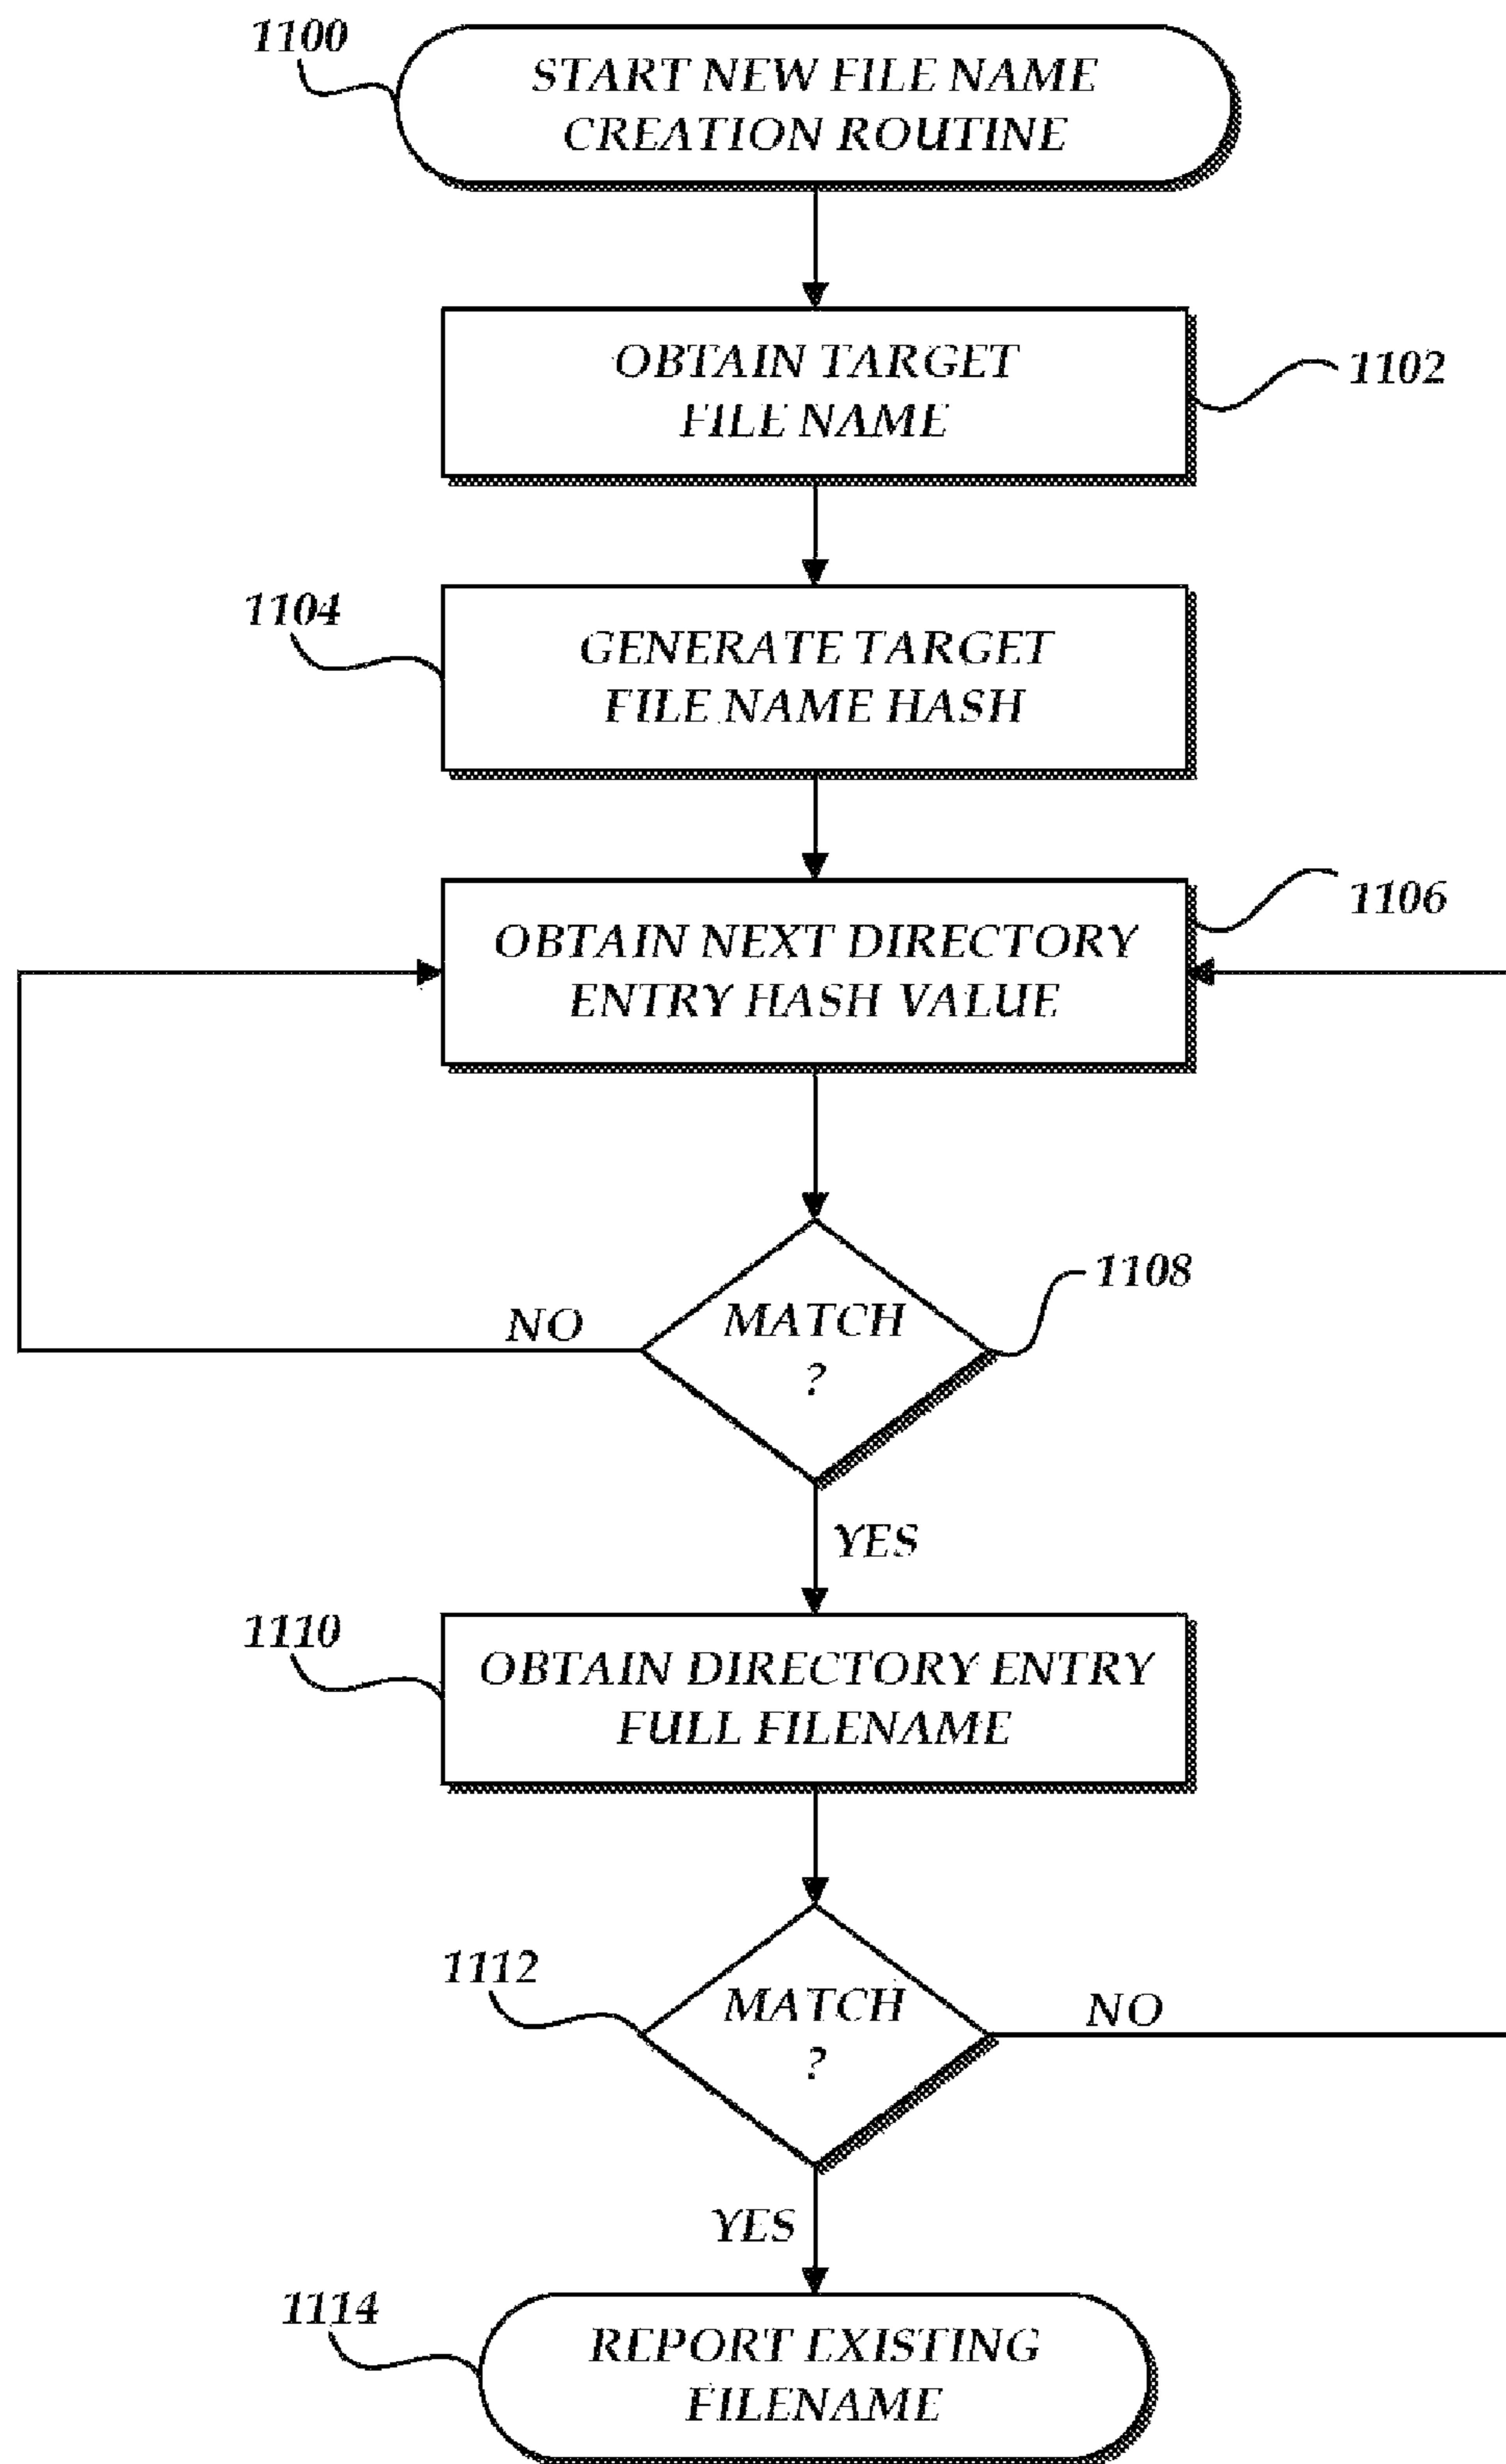 1100
START NEW FILE NAME
CREATION ROUTINE
OBTAIN TARGET
FILE NAME
1102
1104
GENERATE TARGET
FILE NAME HASH
1106
OBTAIN NEXT DIRECTORY
ENTRY HASH VALUE
1108
MATCH
?
NO
YES
1110
OBTAIN DIRECTORY ENTRY
FULL FILENAME
1112
MATCH
?
NO
YES
1114
REPORT EXISTING
FILENAME